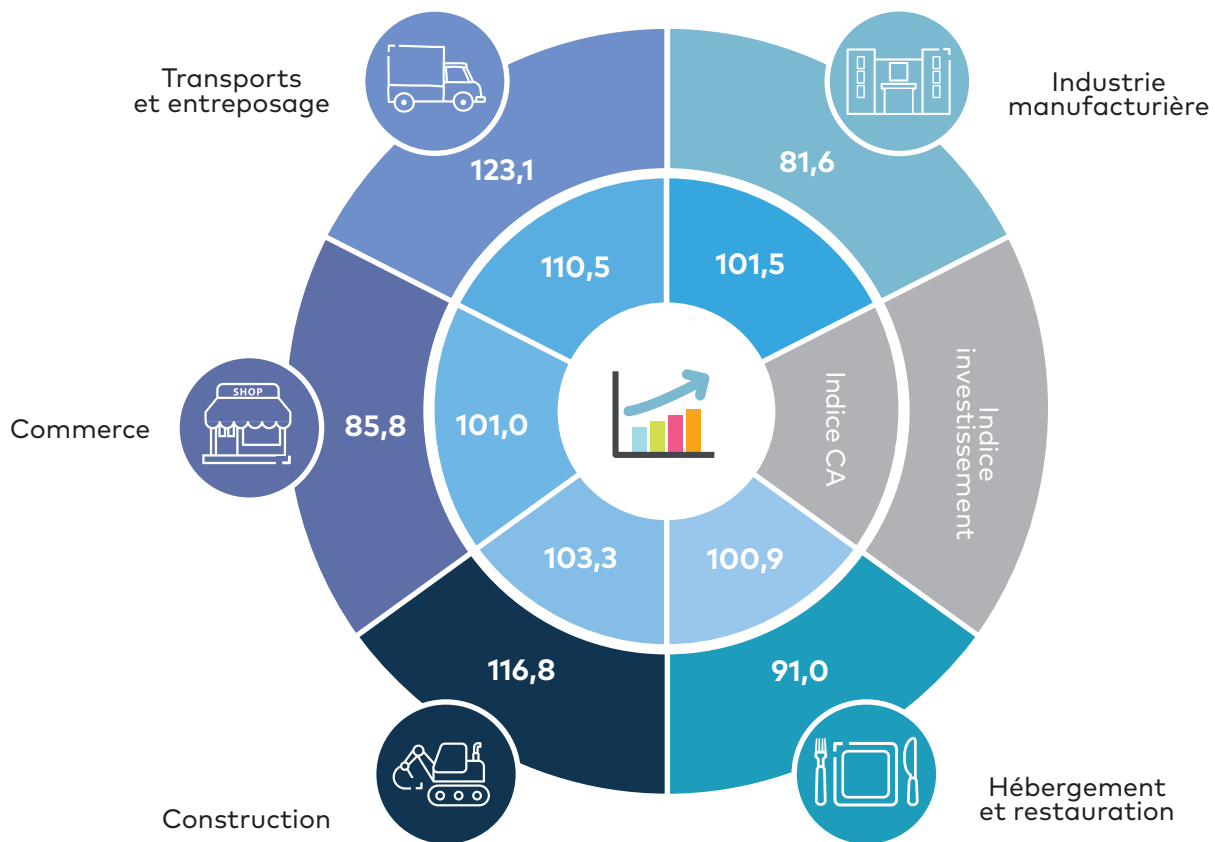 Transports
et entreposage
Industrie
manufacturière
123,1
81,6
110,5
101,5
SHOP
Commerce
85,8
101,0
Indice CA
Indice
investissement
103,3
100,9
116,8
91,0
Construction
Hébergement
et restauration